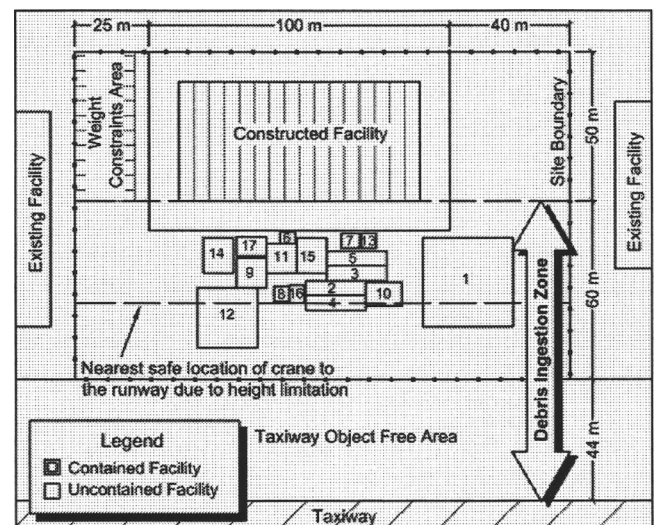 25 m
100 m
40 m
Weight
Constraints Area
Constructed Facility
Site Boundary
50 m
Existing Facility
Existing Facility
6
7
13
17
14
11
15
5
9
3
1
8
16
2
10
4
12
60 m
Debris Ingestion Zone
Nearest safe location of crane to
the runway due to height limitation
44 m
Taxiway Object Free Area
Legend
Contained Facility
Uncontained Facility
Taxiway